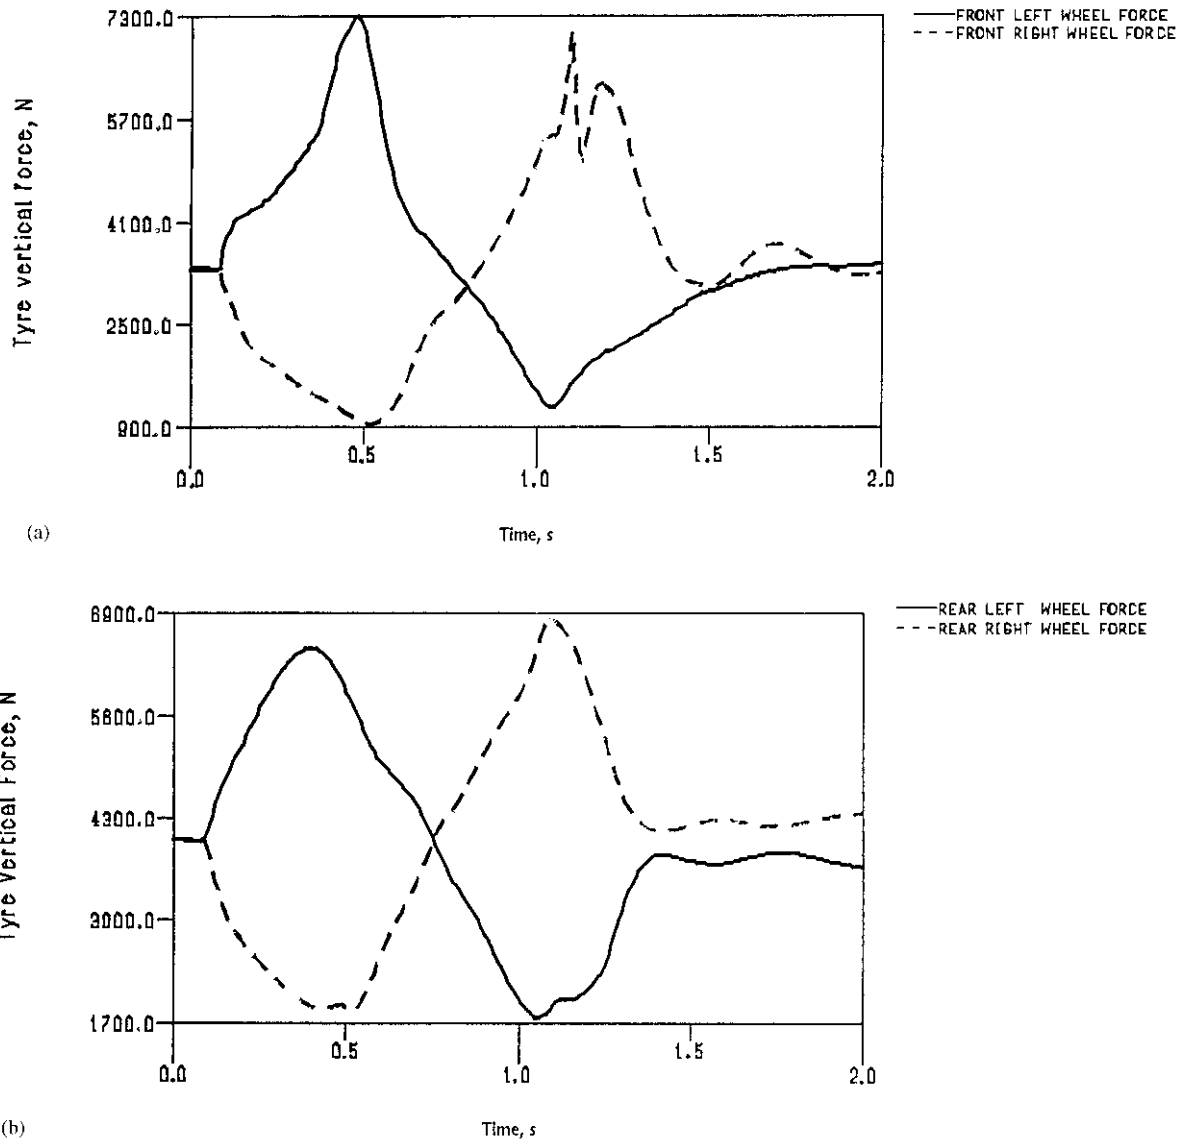 7300.0
5700.0
4100.0
2500.0
900.0
Tyre vertical Force, N
FRONT LEFT WHEEL FORCE
FRONT RIGHT WHEEL FORCE
0.0
0.5
1.0
1.5
2.0
(a)
Time, s
6900.0
5600.0
4300.0
3000.0
1700.0
Tyre Vertical Force, N
REAR LEFT WHEEL FORCE
REAR RIGHT WHEEL FORCE
0.0
0.5
1.0
1.5
2.0
(b)
Time, s